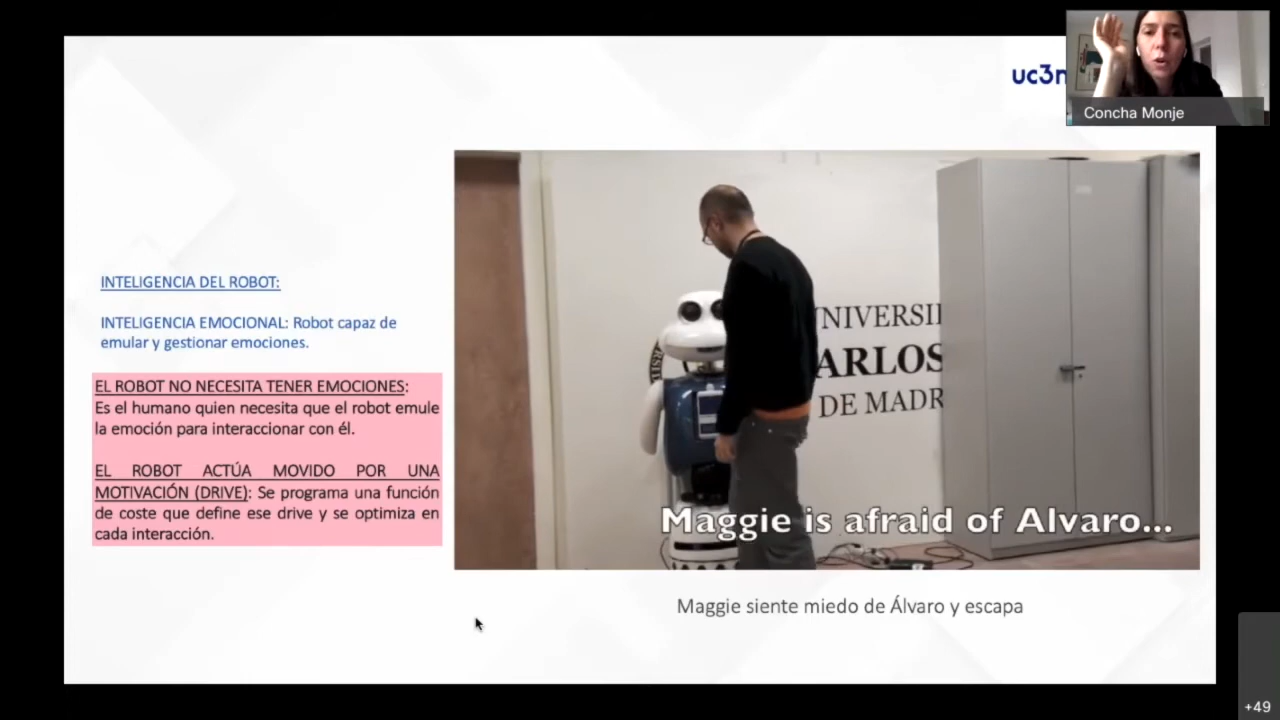 uc3m
Concha Monje
INTELIGENCIA DEL ROBOT:
INTELIGENCIA EMOCIONAL: Robot capaz de
emular y gestionar emociones.
EL ROBOT NO NECESITA TENER EMOCIONES:
Es el humano quien necesita que el robot emule
la emoción para interaccionar con él.
EL ROBOT ACTÚA MOVIDO POR UNA
MOTIVACIÓN (DRIVE): Se programa una función
de coste que define ese drive y se optimiza en
cada interacción.
NIVERSI
ARLOS
DE MADR
Maggie is afraid of Alvaro...
Maggie siente miedo de Álvaro y escapa
+49